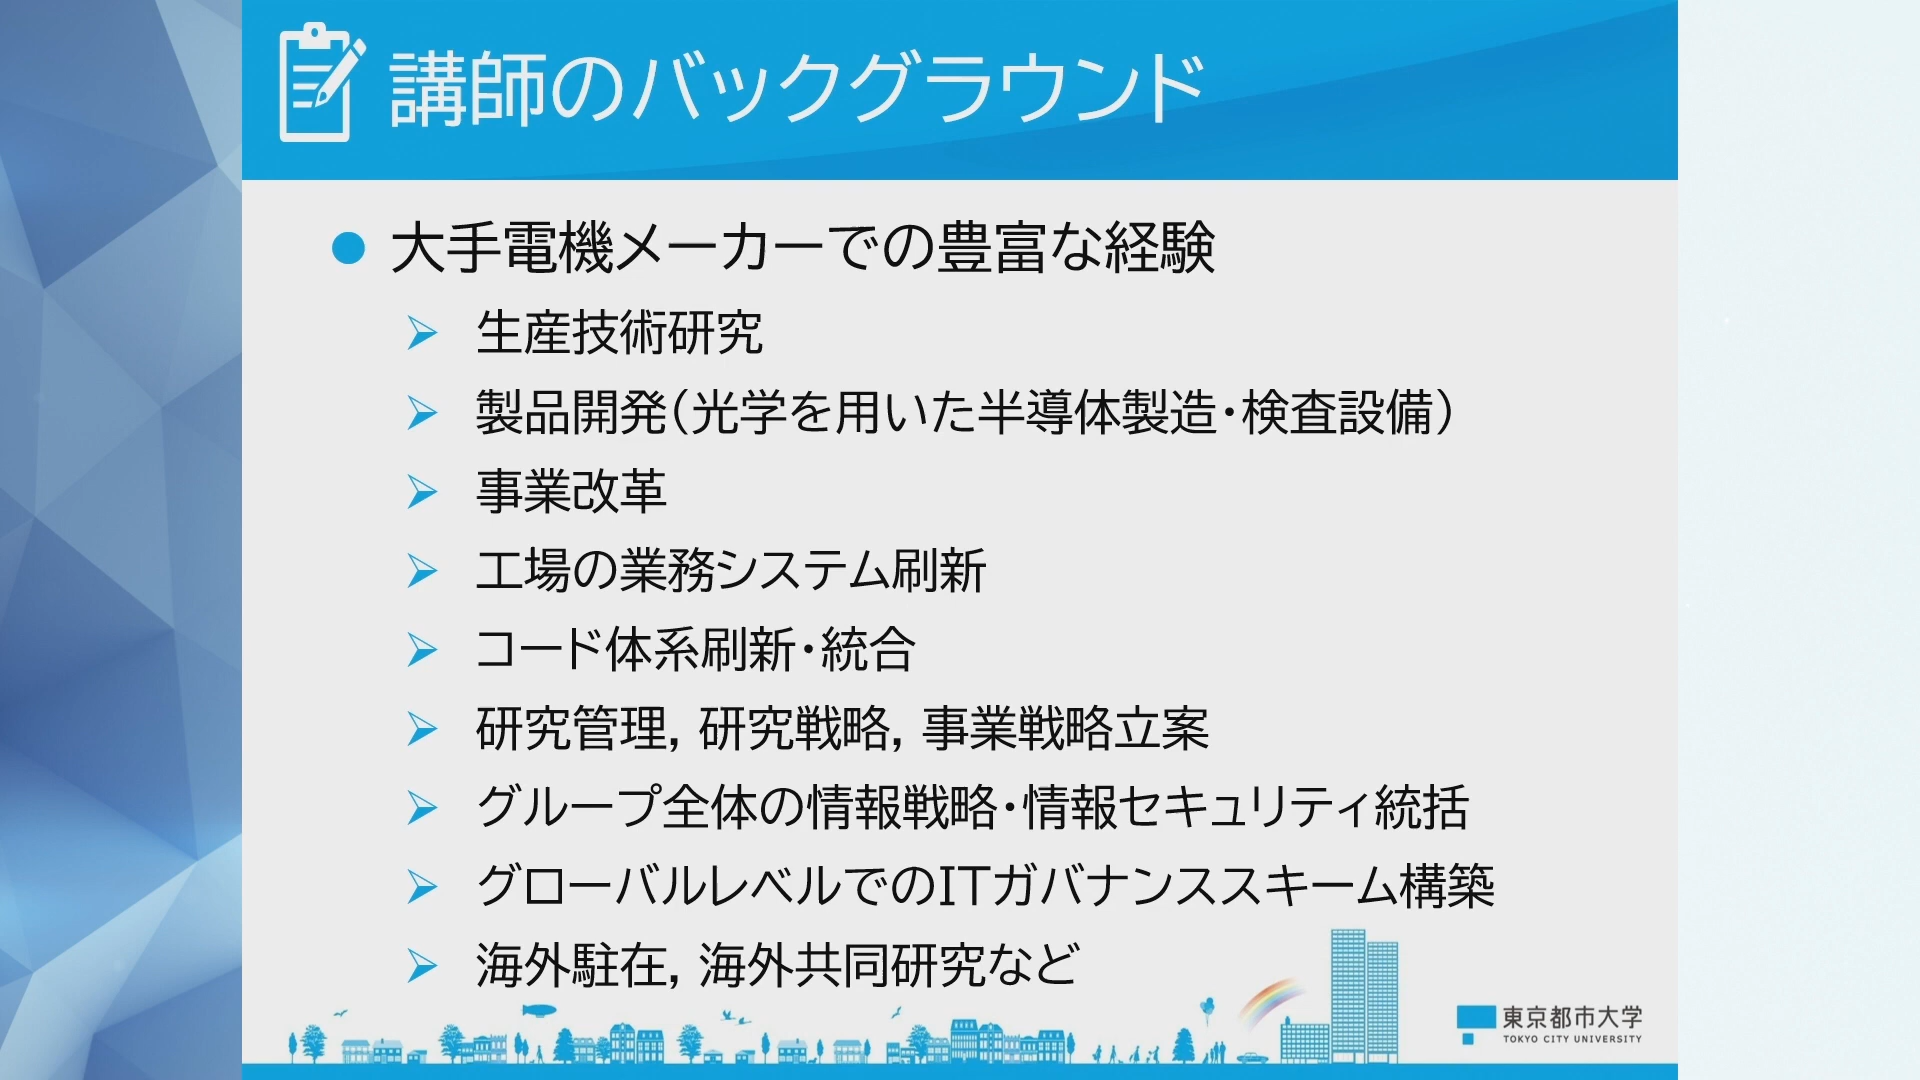 講師のバックグラウンド
大手電機メーカーでの豊富な経験
生産技術研究
製品開発（光学を用いた半導体製造・検査設備）
事業改革
工場の業務システム刷新
コード体系刷新・統合
研究管理, 研究戦略, 事業戦略立案
グループ全体の情報戦略・情報セキュリティ統括
グローバルレベルでのITガバナンススキーム構築
海外駐在, 海外共同研究など
東京都市大学
TOKYO CITY UNIVERSITY